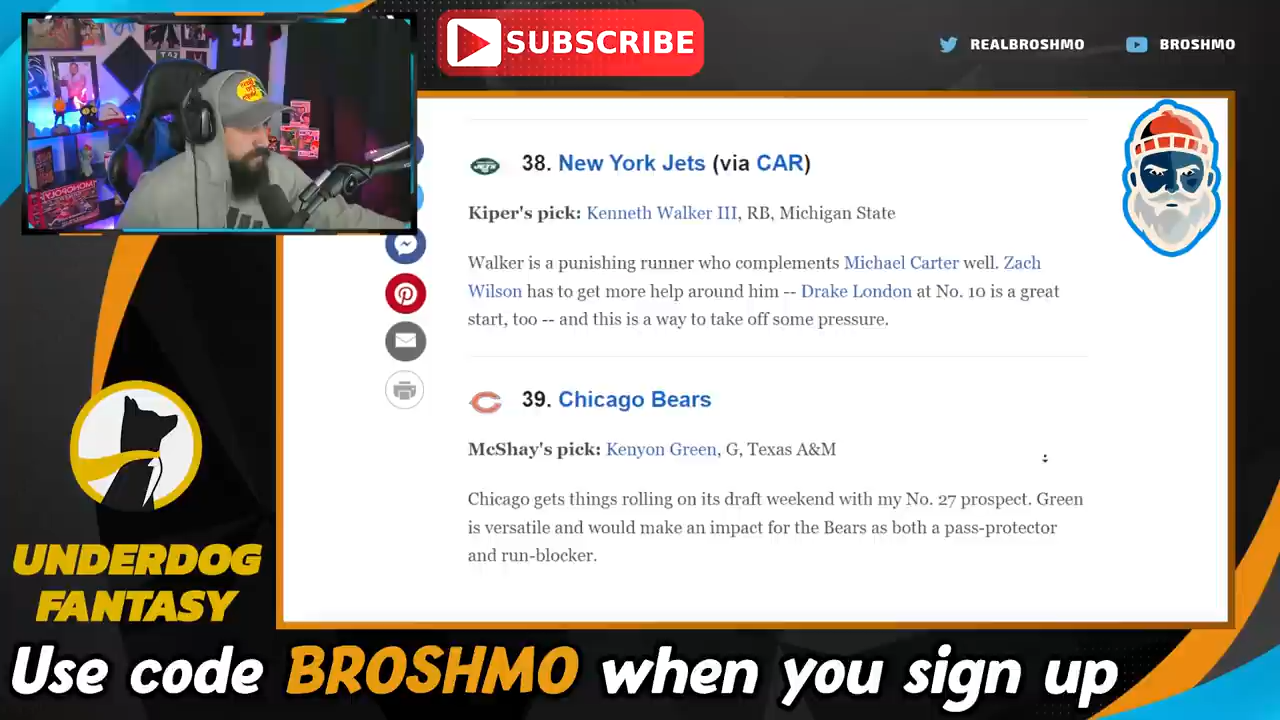 SUBSCRIBE
REALBROSHMO
BROSHMO
38. New York Jets (via CAR)
Kiper's pick: Kenneth Walker III, RB, Michigan State
Walker is a punishing runner who complements Michael Carter well. Zach
Wilson has to get more help around him -- Drake London at No. 10 is a great
start, too -- and this is a way to take off some pressure.
39. Chicago Bears
McShay's pick: Kenyon Green, G, Texas A&M
Chicago gets things rolling on its draft weekend with my No. 27 prospect. Green
is versatile and would make an impact for the Bears as both a pass-protector
and run-blocker.
UNDERDOG
FANTASY
Use code BROSHMO when you sign up